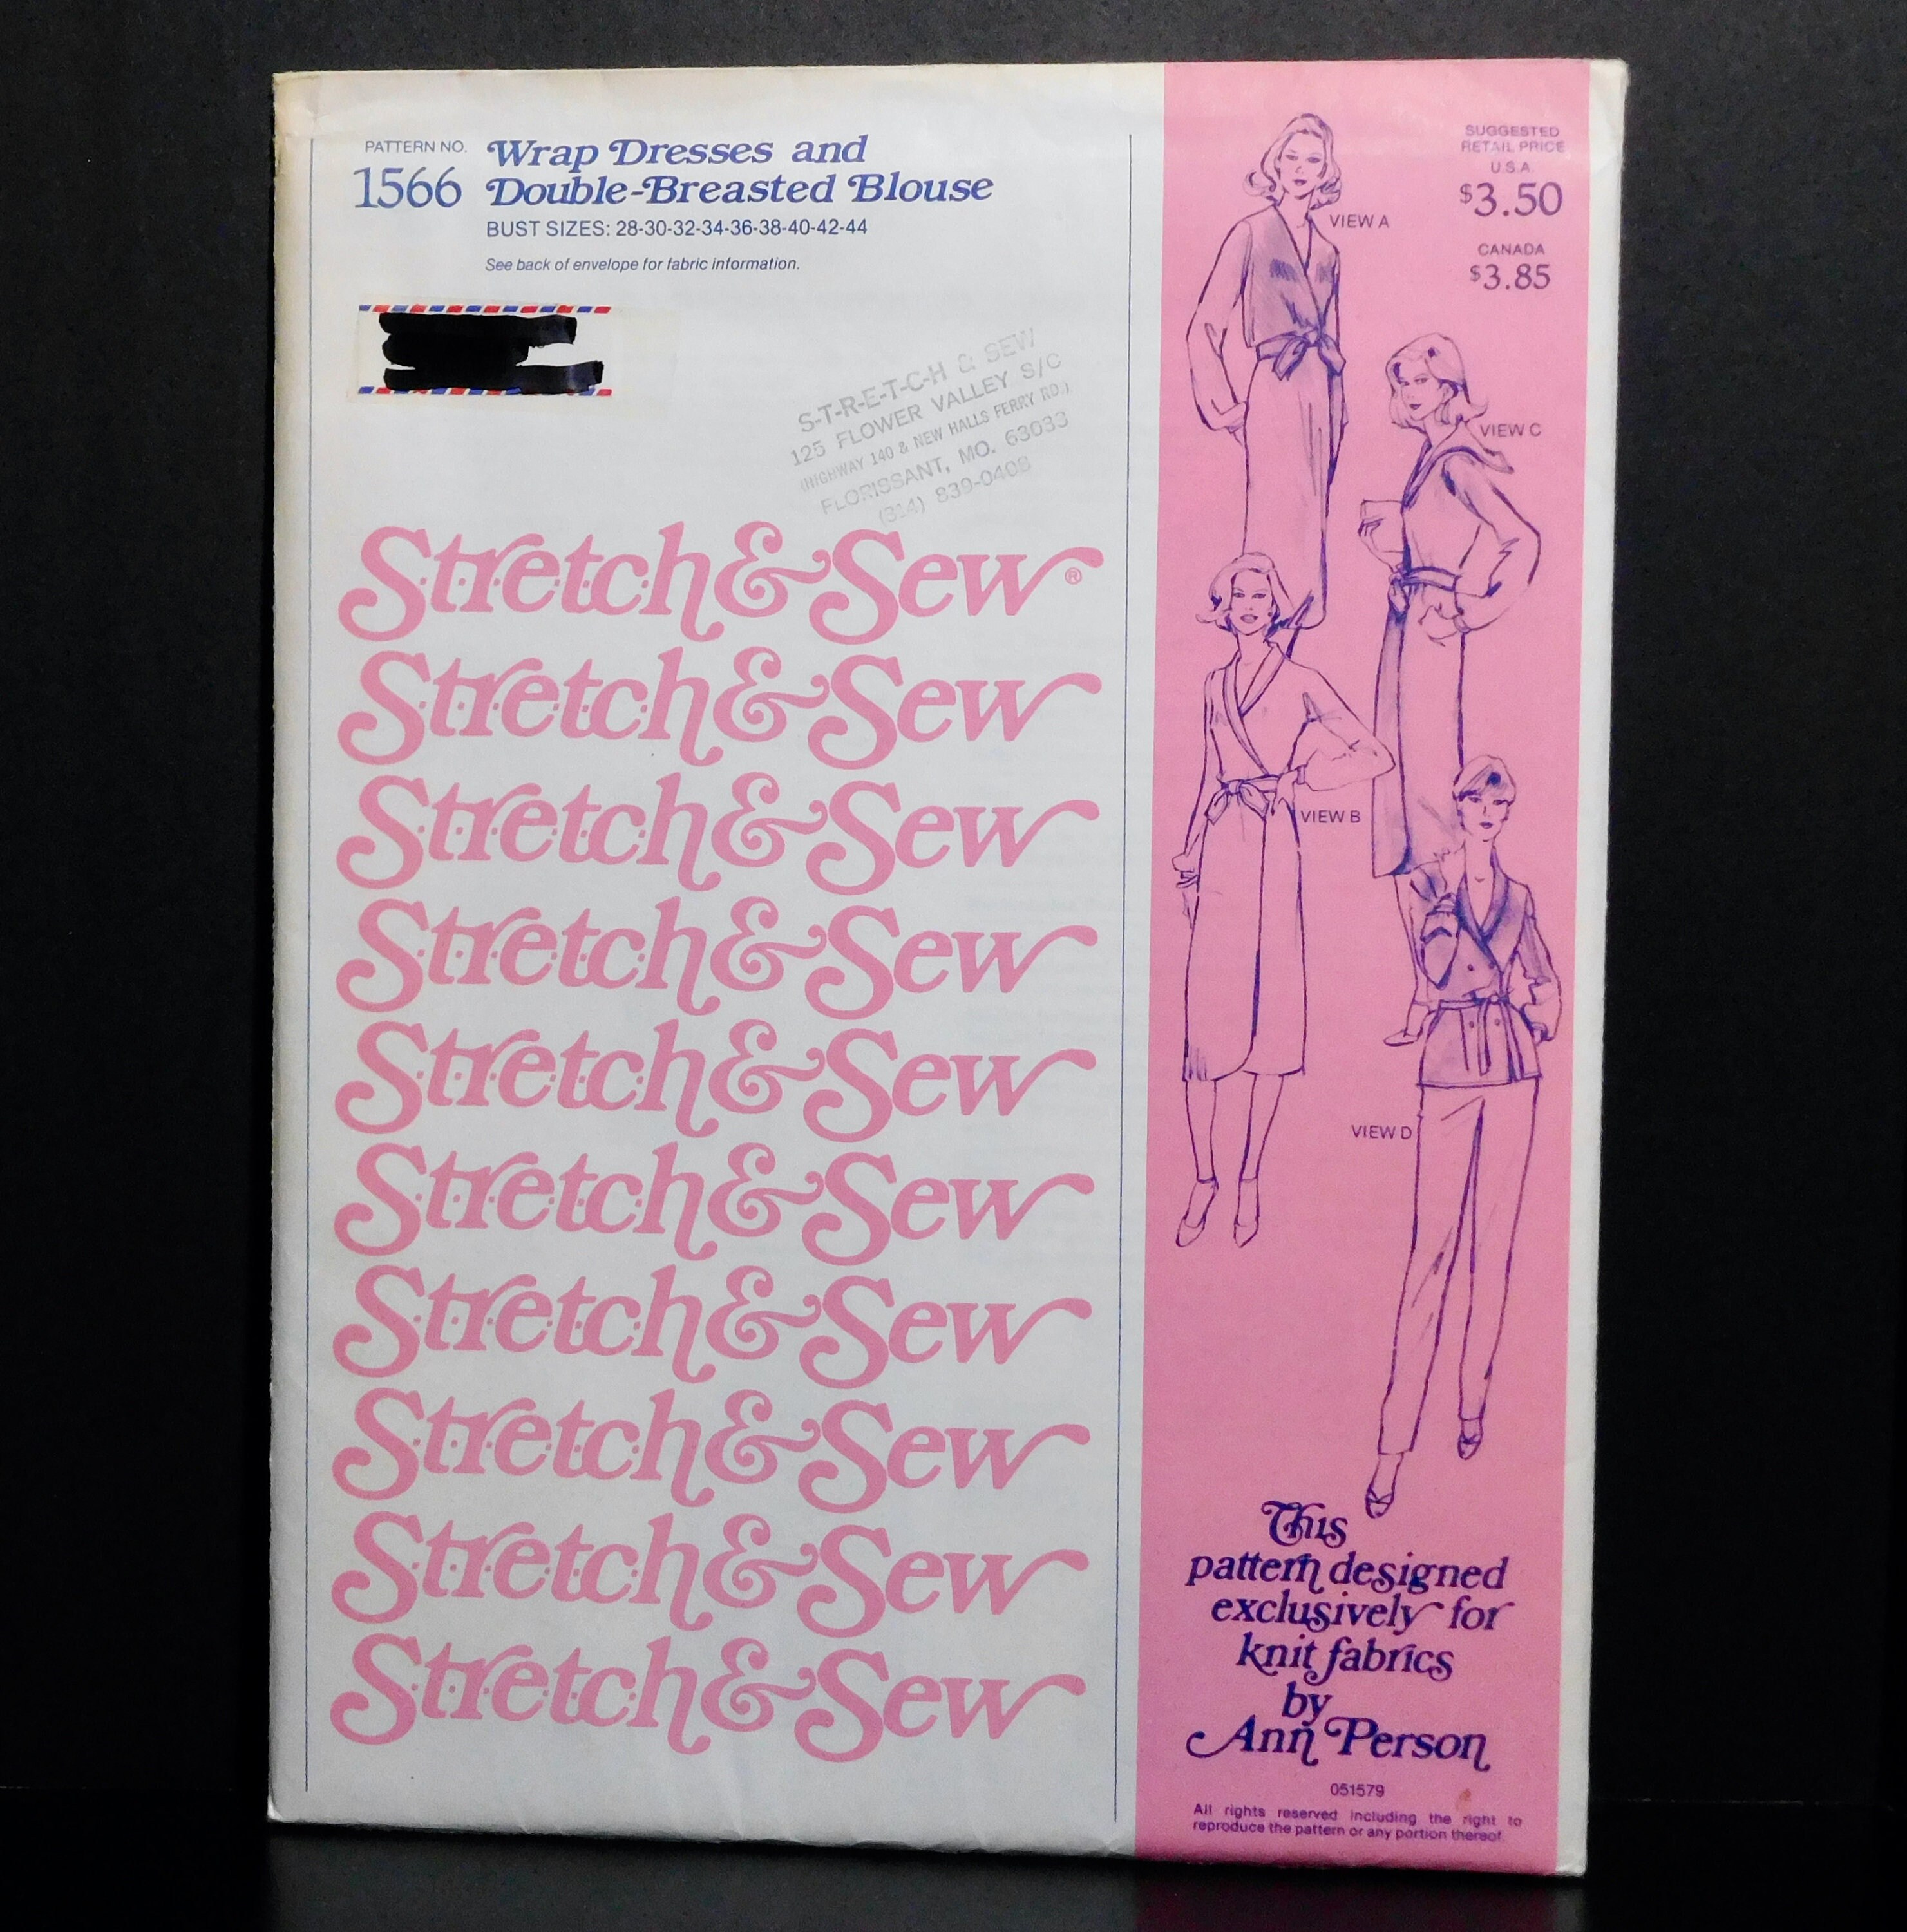 PATTERN NO.
1566
Wrap Dresses and
Double-Breasted Blouse
BUST SIZES: 28-30-32-34-36-38-40-42-44
See back of envelope for fabric information.
S-T-R-E-T-C-H & SEW
125 FLOWER VALLEY S/C
(HIGHWAY 140 & NEW HALLS FERRY RD.)
FLORISSANT, MO. 63033
(314) 839-0408
Stretch & Sew®
Stretch & Sew
Stretch & Sew
Stretch & Sew
Stretch & Sew
Stretch & Sew
Stretch & Sew
Stretch & Sew
Stretch & Sew
Stretch & Sew
SUGGESTED
RETAIL PRICE
U.S.A.
$3.50
CANADA
$3.85
VIEW A
VIEW C
VIEW B
VIEW D
This
pattern designed
exclusively for
knit fabrics
by
Ann Person
051579
All rights reserved including the right to
reproduce the pattern or any portion thereof.